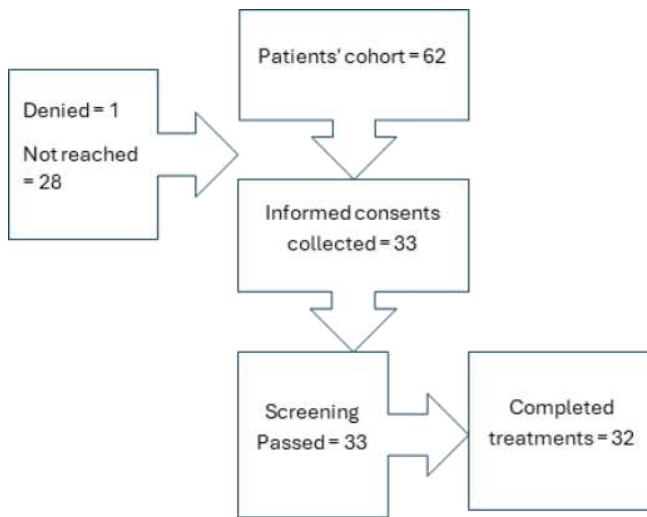 Patients' cohort = 62
Denied = 1
Not reached
= 28
Informed consents
collected = 33
Screening
Passed = 33
Completed
treatments = 32